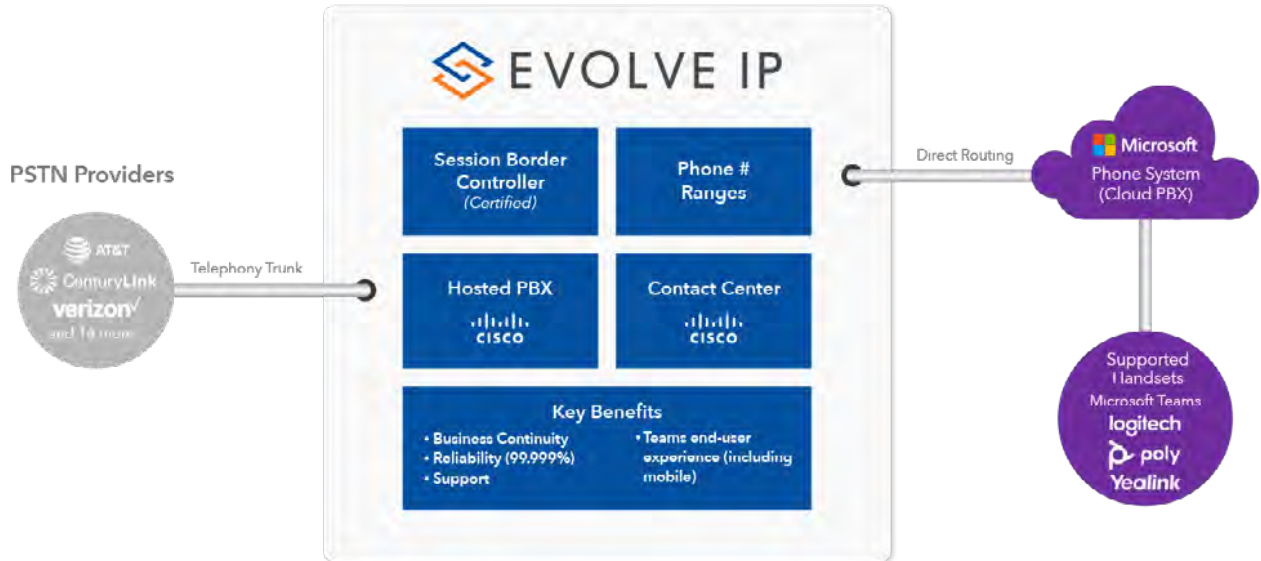 EVOLVE IP
PSTN Providers
AT&T
CenturyLink
verizon
and 16 more
Telephony Trunk
Session Border
Controller
(Certified)
Phone #
Ranges
Hosted PBX
CISCO
Contact Center
CISCO
Key Benefits
• Business Continuity
• Reliability (99.999%)
• Support
• Teams end-user
experience (including
mobile)
Direct Routing
Microsoft
Phone System
(Cloud PBX)
Supported
Handsets
Microsoft Teams
logitech
poly
Yealink